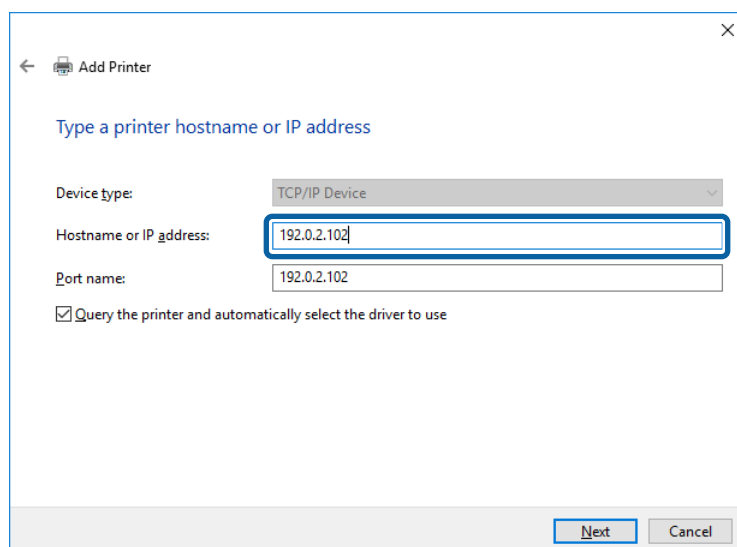 Add Printer
Type a printer hostname or IP address
Device type: TCP/IP Device
Hostname or IP address: 192.0.2.102
Port name: 192.0.2.102
Query the printer and automatically select the driver to use
Next Cancel